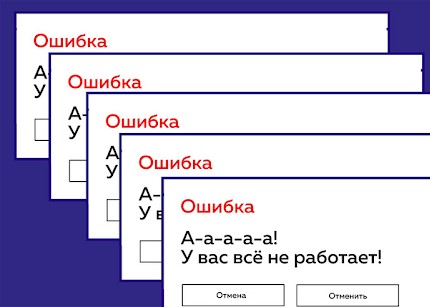 Ошибка
А-
У
Ошибка
А-
У
Ошибка
А
У
Ошибка
А-
У в
Ошибка
А-а-а-а-а!
У вас всё не работает!
Отмена Отменить